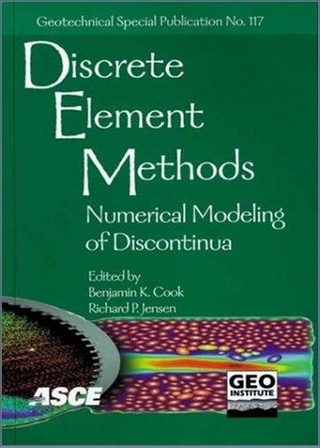 Geotechnical Special Publication No. 117
Discrete
Element
Methods
Numerical Modeling
of Discontinua
Edited by
Benjamin K. Cook
Richard P. Jensen
ASCE
GEO
INSTITUTE